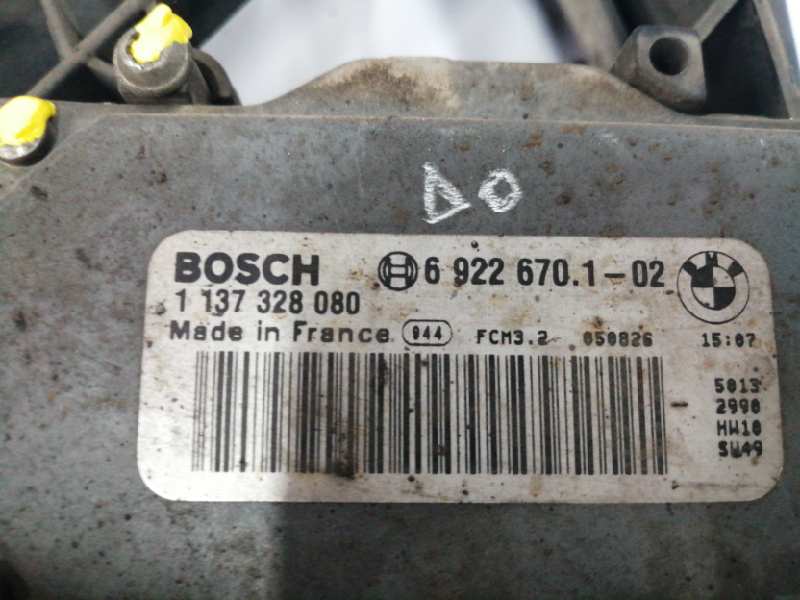 DO
BOSCH 6 922 670.1-02
1 137 328 080
Made in France 044 FCM3.2 050826 15:07
5013
2990
HW10
SW49